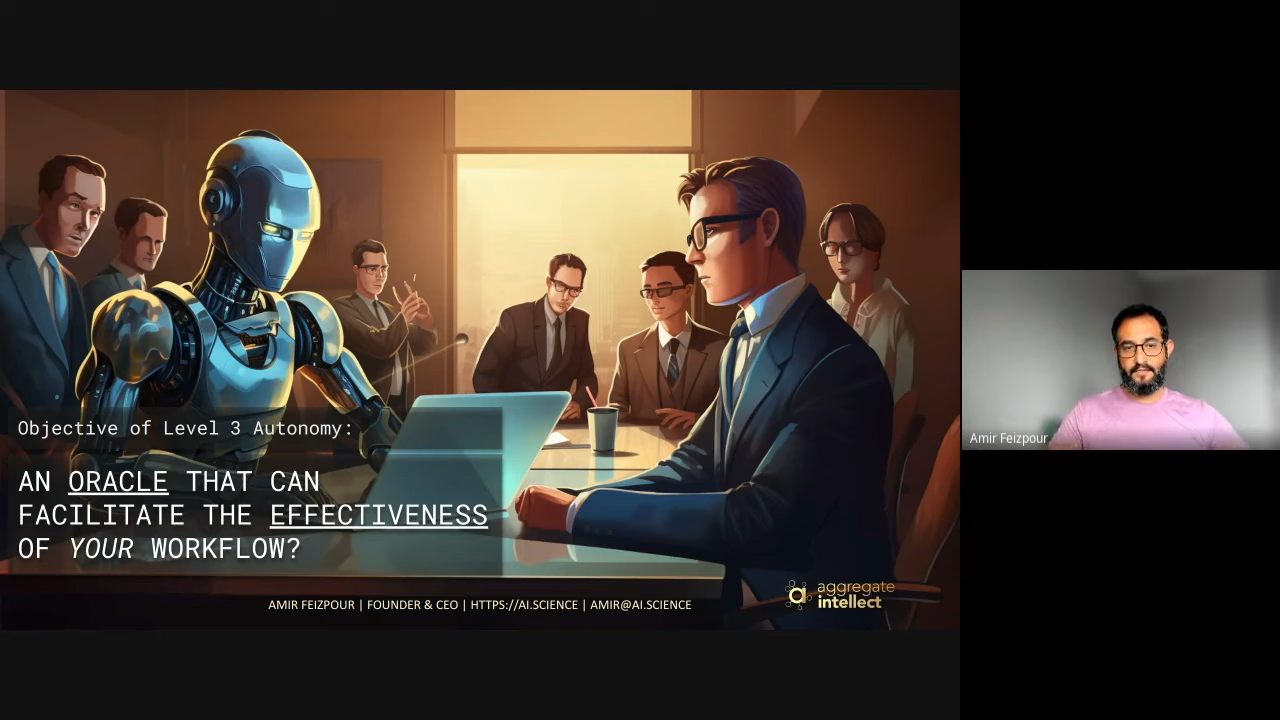 Objective of Level 3 Autonomy:
AN ORACLE THAT CAN
FACILITATE THE EFFECTIVENESS
OF YOUR WORKFLOW?
AMIR FEIZPOUR | FOUNDER & CEO | HTTPS://AI.SCIENCE | AMIR@AI.SCIENCE
aggregate
intellect
Amir Feizpour